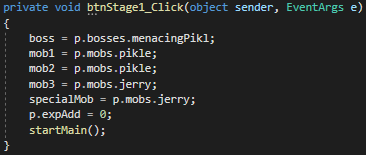 private void btnStage1_Click(object sender, EventArgs e)
{
boss = p.bosses.menacingPikl;
mob1 = p.mobs.pikle;
mob2 = p.mobs.pikle;
mob3 = p.mobs.jerry;
specialMob = p.mobs.jerry;
p.expAdd = 0;
startMain();
}